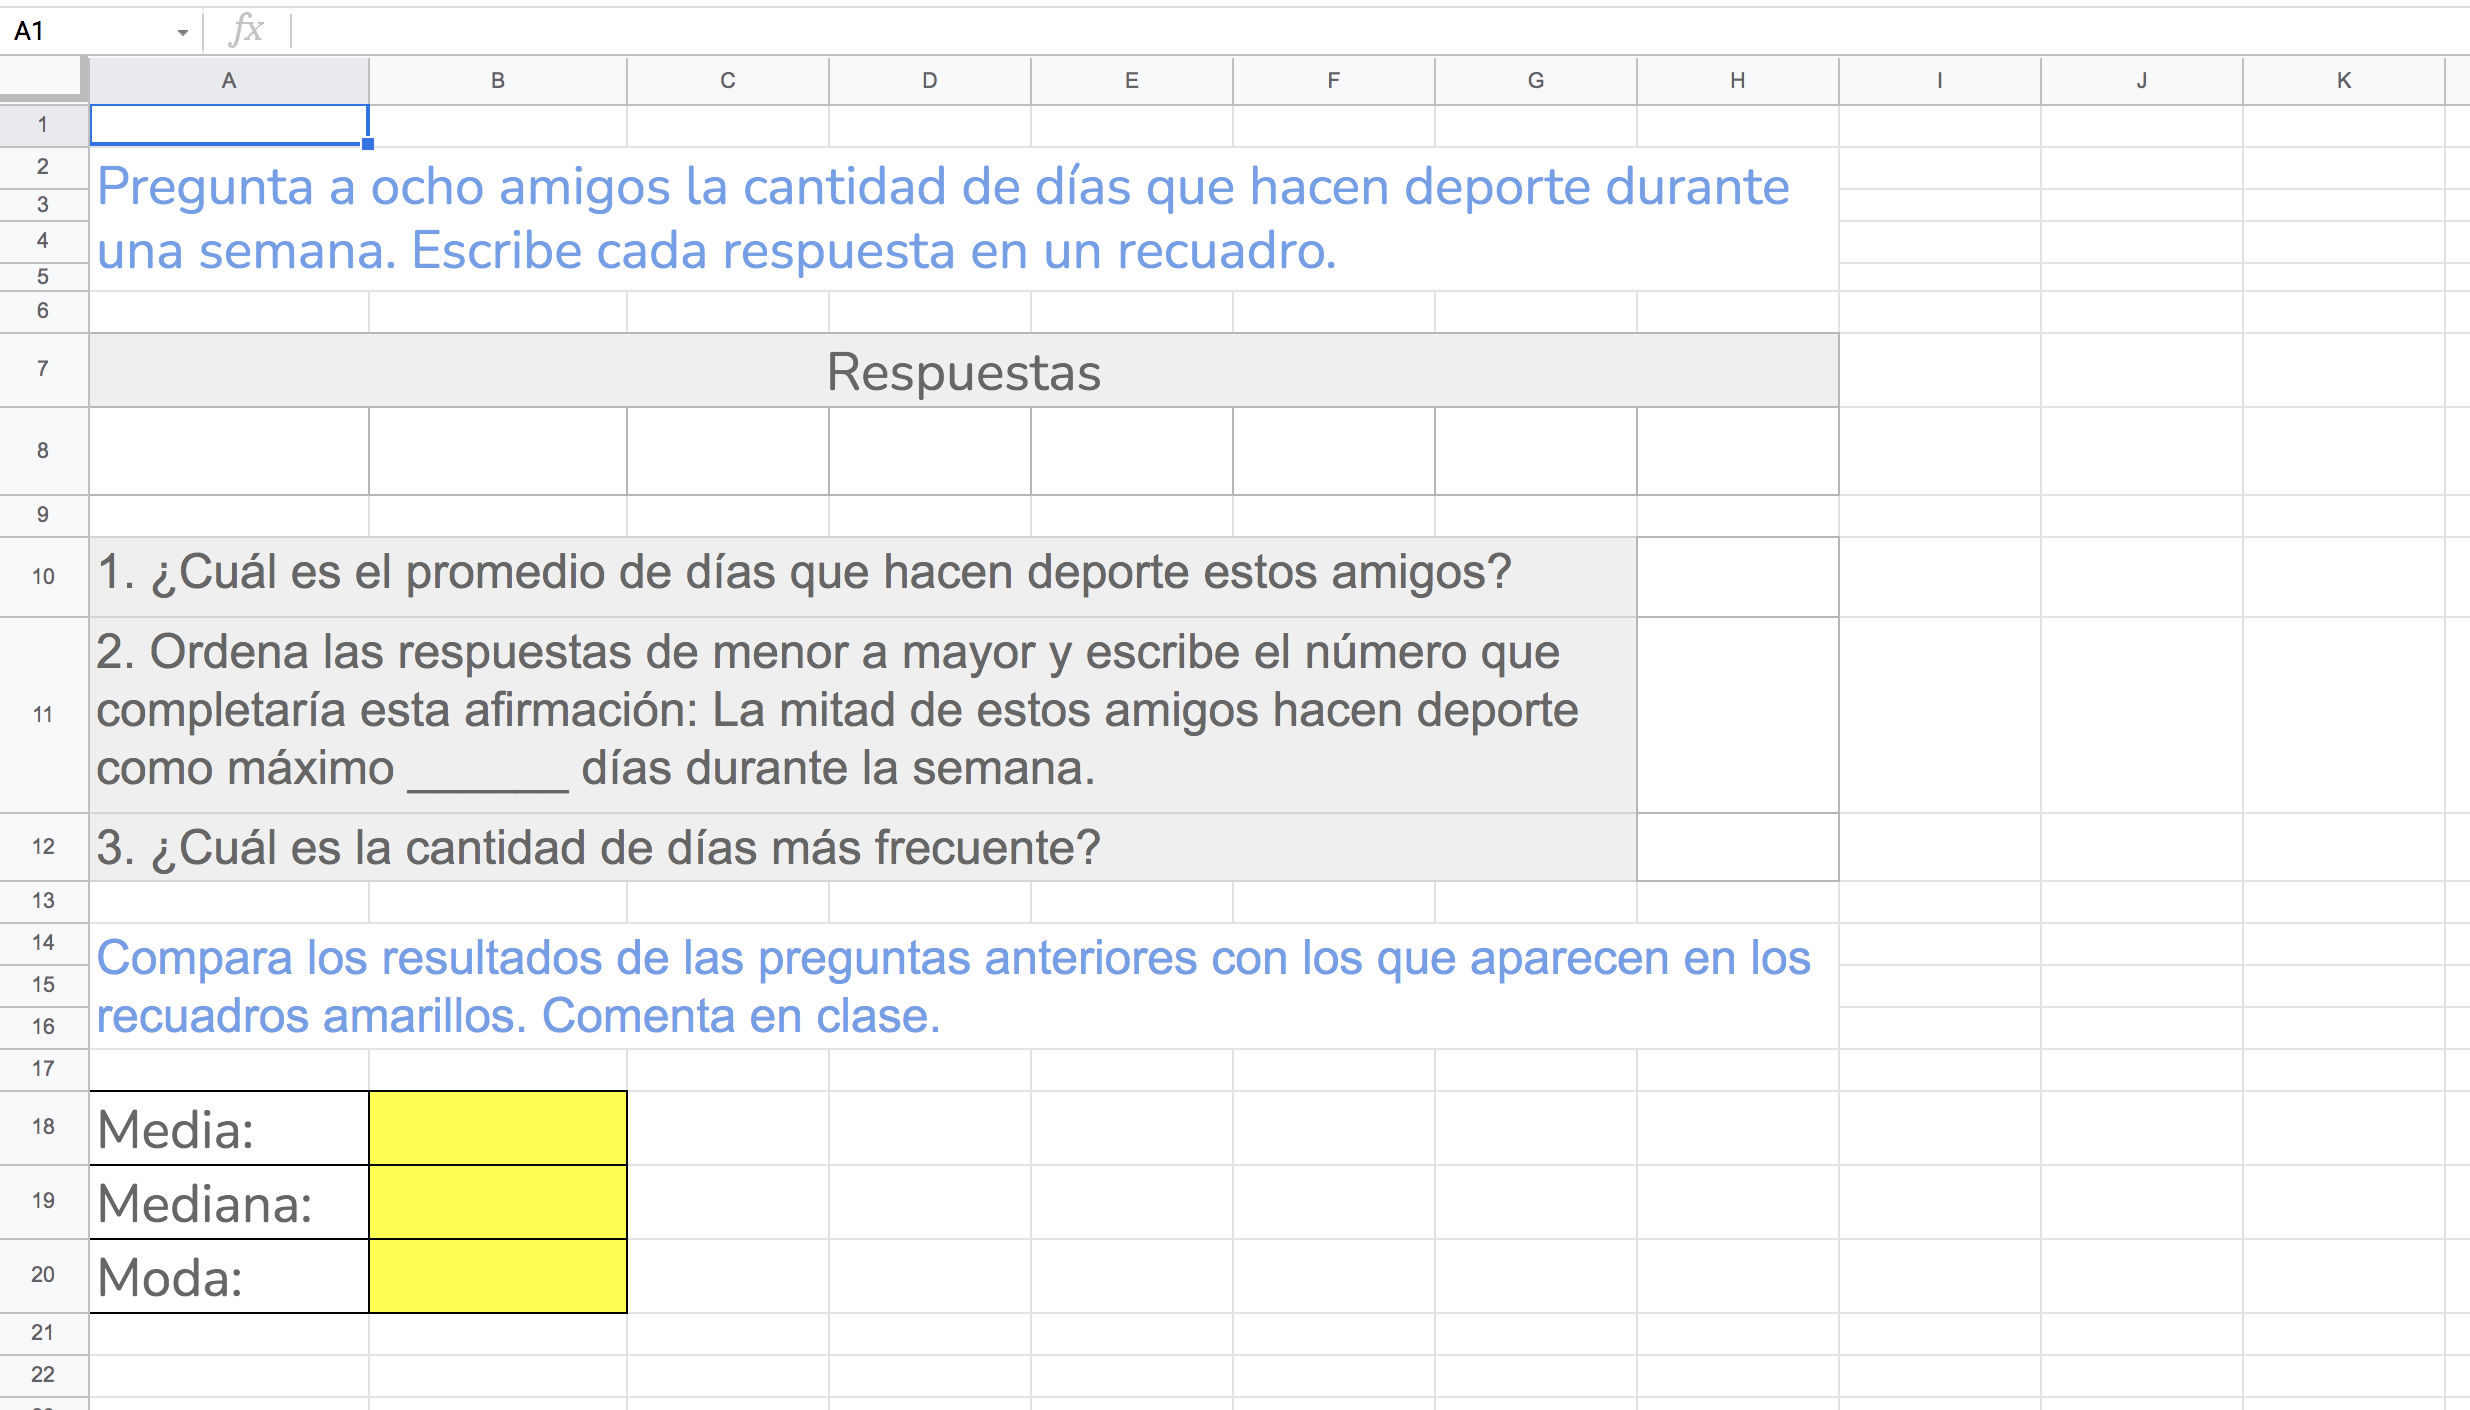 A1 fx
A B C D E F G H I J K
1
2
Pregunta a ocho amigos la cantidad de días que hacen deporte durante
3
4
una semana. Escribe cada respuesta en un recuadro.
5
6
7 Respuestas
8
9
10 1. ¿Cuál es el promedio de días que hacen deporte estos amigos?
2. Ordena las respuestas de menor a mayor y escribe el número que
11 completaría esta afirmación: La mitad de estos amigos hacen deporte
como máximo ______ días durante la semana.
12 3. ¿Cuál es la cantidad de días más frecuente?
13
14 Compara los resultados de las preguntas anteriores con los que aparecen en los
15
16 recuadros amarillos. Comenta en clase.
17
18 Media:
19 Mediana:
20 Moda:
21
22